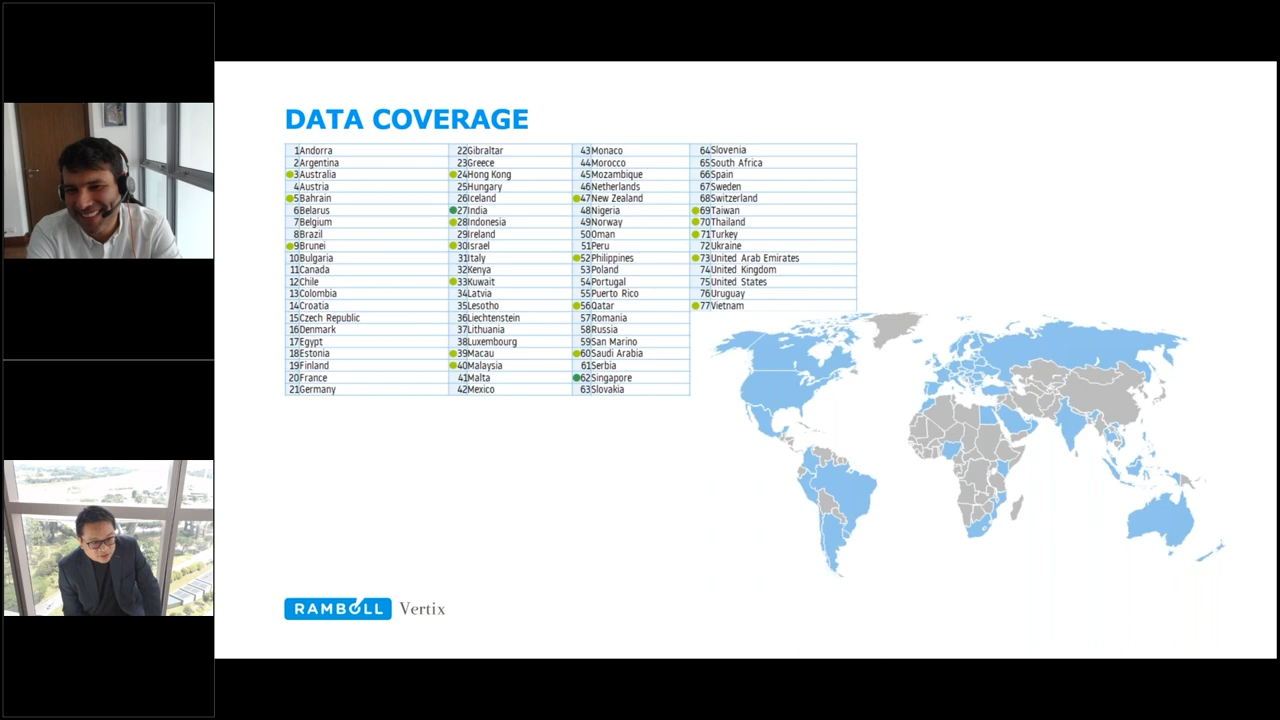 DATA COVERAGE
1 Andorra
2 Argentina
3 Australia
4 Austria
5 Bahrain
6 Belarus
7 Belgium
8 Brazil
9 Brunei
10 Bulgaria
11 Canada
12 Chile
13 Colombia
14 Croatia
15 Czech Republic
16 Denmark
17 Egypt
18 Estonia
19 Finland
20 France
21 Germany
22 Gibraltar
23 Greece
24 Hong Kong
25 Hungary
26 Iceland
27 India
28 Indonesia
29 Ireland
30 Israel
31 Italy
32 Kenya
33 Kuwait
34 Latvia
35 Lesotho
36 Liechtenstein
37 Lithuania
38 Luxembourg
39 Macau
40 Malaysia
41 Malta
42 Mexico
43 Monaco
44 Morocco
45 Mozambique
46 Netherlands
47 New Zealand
48 Nigeria
49 Norway
50 Oman
51 Peru
52 Philippines
53 Poland
54 Portugal
55 Puerto Rico
56 Qatar
57 Romania
58 Russia
59 San Marino
60 Saudi Arabia
61 Serbia
62 Singapore
63 Slovakia
64 Slovenia
65 South Africa
66 Spain
67 Sweden
68 Switzerland
69 Taiwan
70 Thailand
71 Turkey
72 Ukraine
73 United Arab Emirates
74 United Kingdom
75 United States
76 Uruguay
77 Vietnam
RAMBOLL Vertix